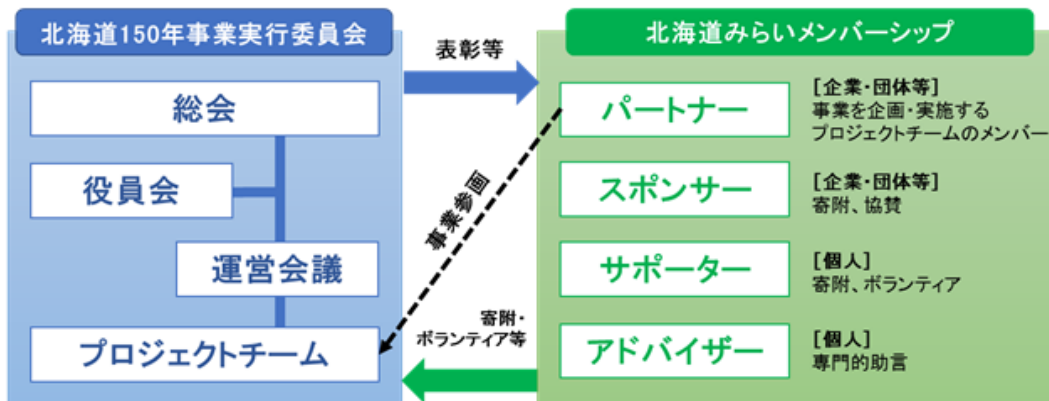 北海道150年事業実行委員会
総会
役員会
運営会議
プロジェクトチーム
表彰等
事業参画
寄附・
ボランティア等
北海道みらいメンバーシップ
パートナー
[企業・団体等]
事業を企画・実施する
プロジェクトチームのメンバー
スポンサー
[企業・団体等]
寄附、協賛
サポーター
[個人]
寄附、ボランティア
アドバイザー
[個人]
専門的助言